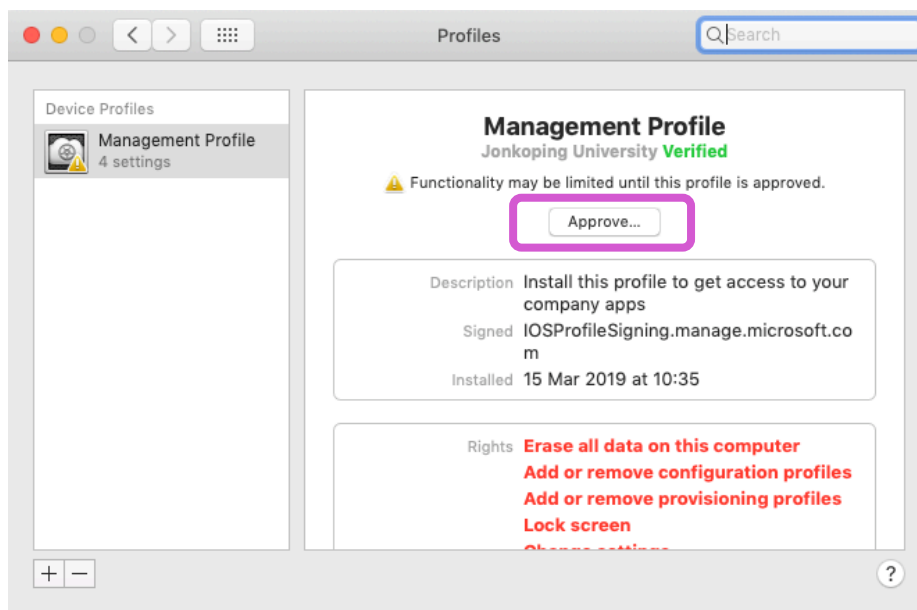 Profiles
Search
Device Profiles
Management Profile
4 settings
Management Profile
Jonkoping University Verified
Functionality may be limited until this profile is approved.
Approve...
Description Install this profile to get access to your
company apps
Signed IOSProfileSigning.manage.microsoft.co
m
Installed 15 Mar 2019 at 10:35
Rights Erase all data on this computer
Add or remove configuration profiles
Add or remove provisioning profiles
Lock screen
Change settings
+ −
?